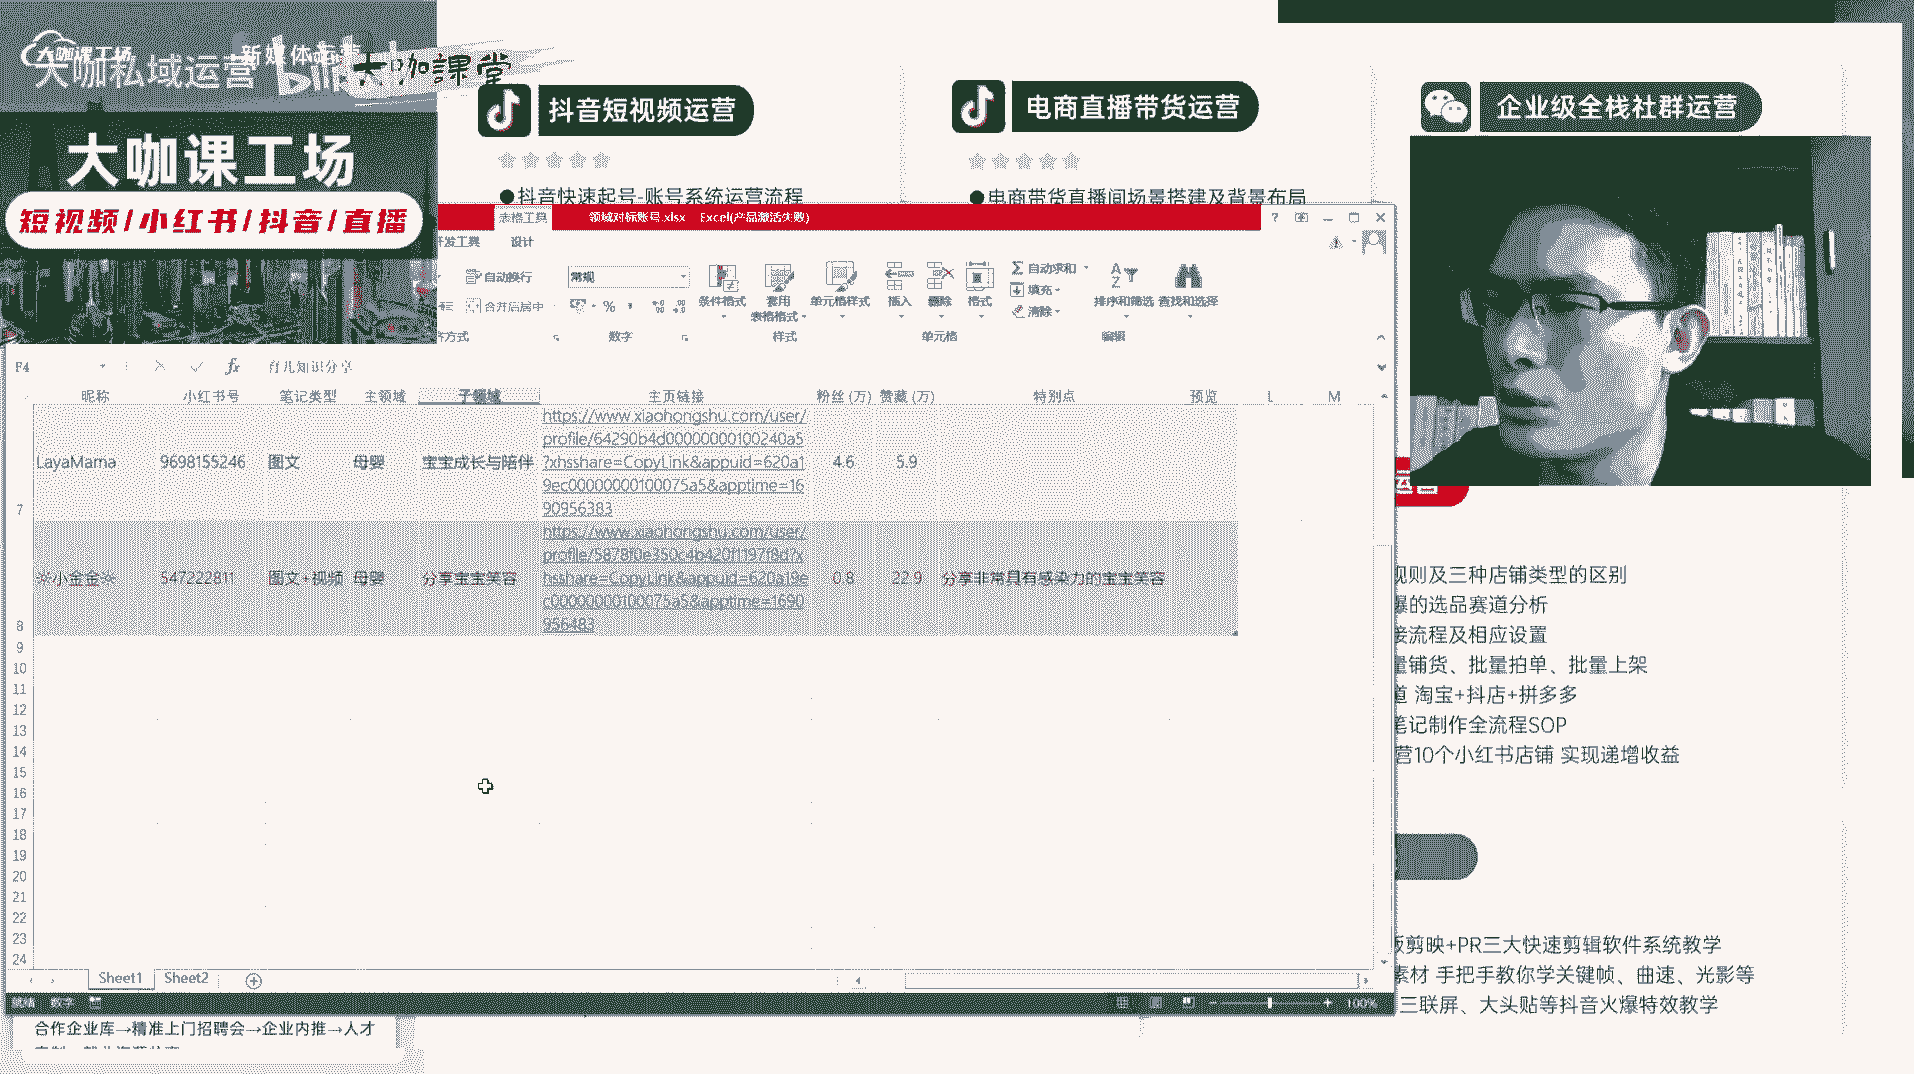 大咖课工场
新媒体运营
大咖私域运营
bilibili
大咖課堂
大咖课工场
短视频/小红书/抖音/直播
抖音短视频运营
●抖音快速起号-账号系统运营流程
电商直播带货运营
●电商带货直播间场景搭建及背景布局
企业级全栈社群运营
表格工具
领域对标账号.xlsx - Excel(产品激活失败)
开发工具
设计
自动换行
合并后居中
常规
条件格式
套用
表格格式
单元格样式
插入
删除
格式
自动求和
填充
清除
排序和筛选
查找和选择
方式
数字
样式
单元格
编辑
F4
育儿知识分享
昵称 小红书号 笔记类型 主领域 子领域 主页链接 粉丝 (万) 赞藏 (万) 特别点 预览 L M
LayaMama 9698155246 图文 母婴 宝宝成长与陪伴
https://www.xiaohongshu.com/user/
profile/64290b4d00000000100240a5
?xhsshare=CopyLink&appuid=620a1
9ec00000000100075a5&apptime=16
90956383
4.6 5.9
7
※小金金※ 547222811 图文+视频 母婴 分享宝宝笑容
https://www.xiaohongshu.com/user/
profile/5878f0e350c4b420f1197f8d?x
hsshare=CopyLink&appuid=620a19e
c00000000100075a5&apptime=1690
956483
0.8 22.9 分享非常具有感染力的宝宝笑容
8
9
10
11
12
13
14
15
16
17
18
19
20
21
22
23
24
Sheet1 Sheet2
就绪 数字
100%
运营
规则及三种店铺类型的区别
爆的选品赛道分析
接流程及相应设置
量铺货、批量拍单、批量上架
道 淘宝+抖店+拼多多
笔记制作全流程SOP
营10个小红书店铺 实现递增收益
版剪映+PR三大快速剪辑软件系统教学
素材 手把手教你学关键帧、曲速、光影等
三联屏、大头贴等抖音火爆特效教学
合作企业库→精准上门招聘会→企业内推→人才